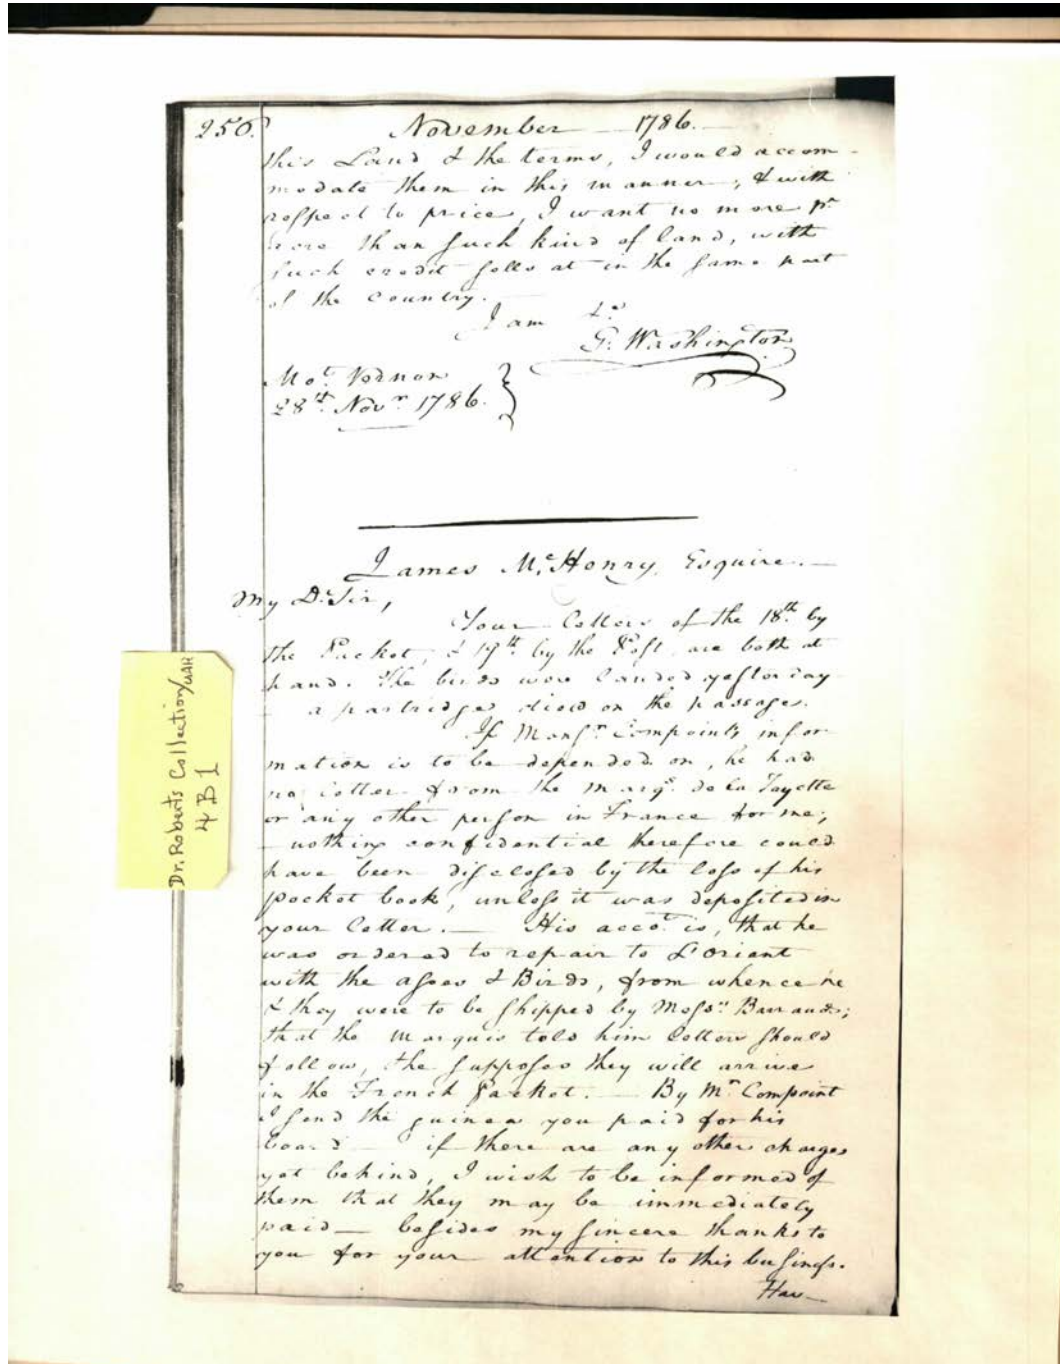 256.
November 1786.
this Land & the terms, I would accom-
modate them in this manner; & with
respect to price, I want no more pr.
acre than such kind of land, with
such credit sells at in the same part
of the country.
I am &c.
G. Washington
Mot. Vernon
28th. Novr. 1786.
James Mc.Henry, Esquire.—
My Dr. Sir,
Your letters of the 18th. by
the Packet, & 19th. by the Post, are both at
hand. The birds were landed yesterday
— a partridge died on the passage.
If Monsr. Compoint's infor-
mation is to be depended on, he had
no letter from the Marqs. de la Fayette
or any other person in France for me;
— nothing confidential therefore could
have been disclosed by the loss of his
pocket book, unless it was deposited in
your letter.— His acco.t is, that he
was ordered to repair to L'Orient
with the asses & Birds, from whence he
& they were to be shipped by Messrs. Barrauds;
that the Marquis told him letters should
follow, & he supposes they will arrive
in the French Packet.— By Mr. Compoint
I send the guineas you paid for his
board — if there are any other charges
yet behind, I wish to be informed of
them that they may be immediately
paid — besides my sincere thanks to
you for your attention to this business.
Hav—
Dr. Roberts Collection/UAH
4 B 1